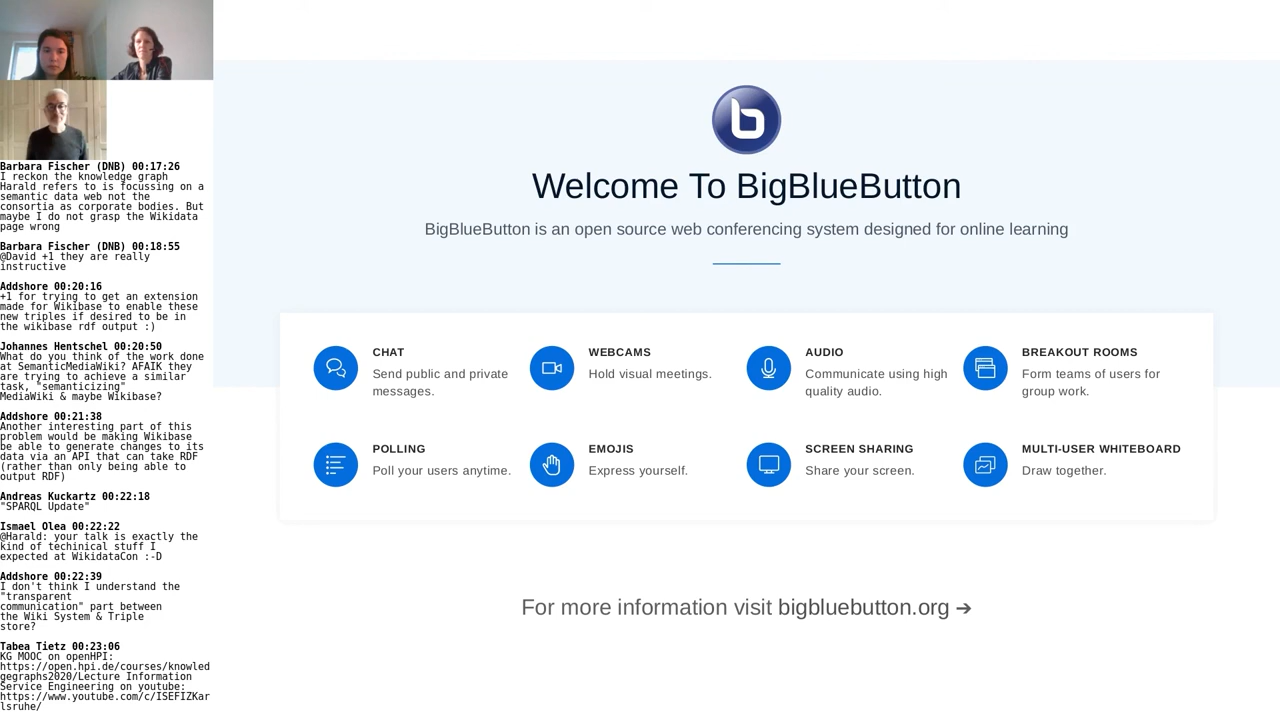 Barbara Fischer (DNB) 00:17:26
I reckon the knowledge graph
Harald refers to is focussing on a
semantic data web not the
consortia as corporate bodies. But
maybe I do not grasp the Wikidata
page wrong
Barbara Fischer (DNB) 00:18:55
@David +1 they are really
instructive
Addshore 00:20:16
+1 for trying to get an extension
made for Wikibase to enable these
new triples if desired to be in
the wikibase rdf output :)
Johannes Hentschel 00:20:50
What do you think of the work done
at SemanticMediaWiki? AFAIK they
are trying to achieve a similar
task, "semanticizing"
MediaWiki & maybe Wikibase?
Addshore 00:21:38
Another interesting part of this
problem would be making Wikibase
be able to generate changes to its
data via an API that can take RDF
(rather than only being able to
output RDF)
Andreas Kuckartz 00:22:18
"SPARQL Update"
Ismael Olea 00:22:22
@Harald: your talk is exactly the
kind of techinical stuff I
expected at WikidataCon :-D
Addshore 00:22:39
I don't think I understand the
"transparent
communication" part between
the Wiki System & Triple
store?
Tabea Tietz 00:23:06
KG MOOC on openHPI:
https://open.hpi.de/courses/knowled
gegraphs2020/Lecture Information
Service Engineering on youtube:
https://www.youtube.com/c/ISEFIZKar
lsruhe/
b
Welcome To BigBlueButton
BigBlueButton is an open source web conferencing system designed for online learning
CHAT
Send public and private
messages.
WEBCAMS
Hold visual meetings.
AUDIO
Communicate using high
quality audio.
BREAKOUT ROOMS
Form teams of users for
group work.
POLLING
Poll your users anytime.
EMOJIS
Express yourself.
SCREEN SHARING
Share your screen.
MULTI-USER WHITEBOARD
Draw together.
For more information visit bigbluebutton.org ➔